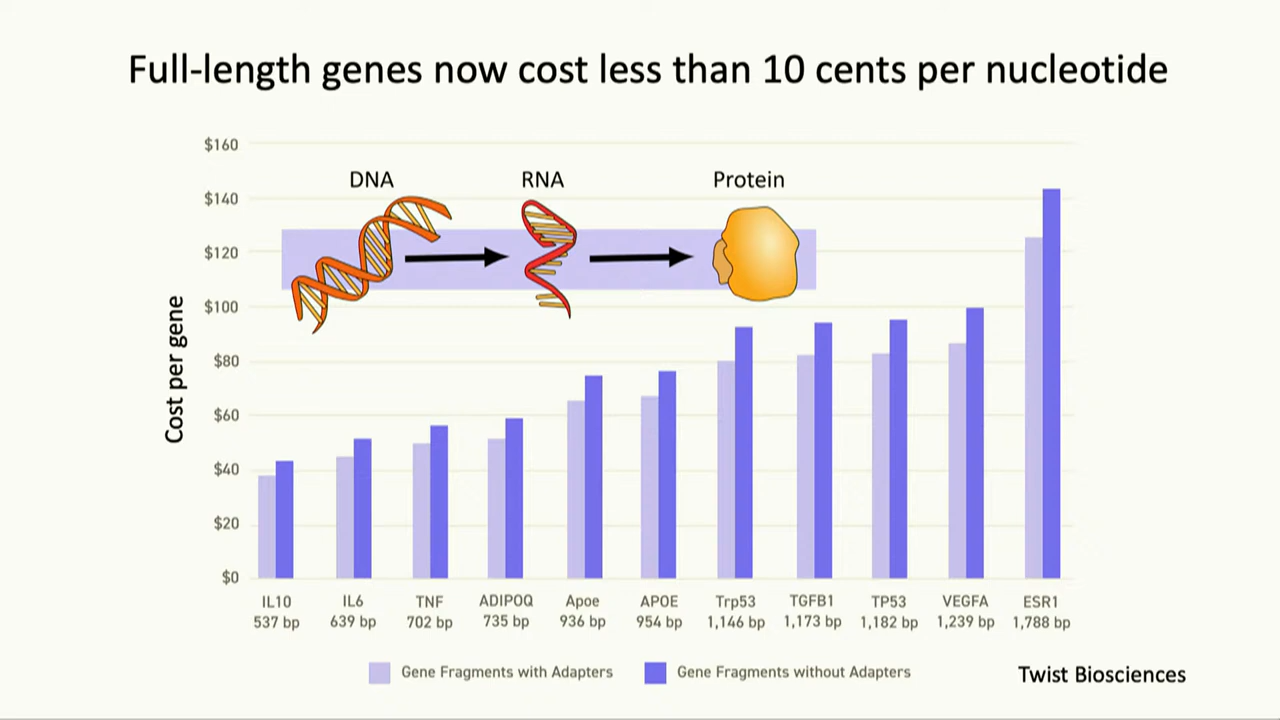 Full-length genes now cost less than 10 cents per nucleotide
Cost per gene
$160
$140
$120
$100
$80
$60
$40
$20
$0
DNA
RNA
Protein
IL10
537 bp
IL6
639 bp
TNF
702 bp
ADIPOQ
735 bp
Apoe
936 bp
APOE
954 bp
Trp53
1,146 bp
TGFB1
1,173 bp
TP53
1,182 bp
VEGFA
1,239 bp
ESR1
1,788 bp
Gene Fragments with Adapters
Gene Fragments without Adapters
Twist Biosciences